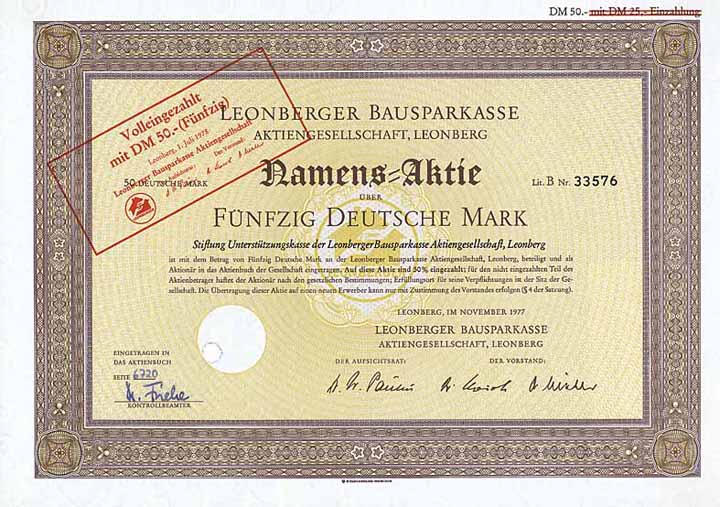 DM 50.- mit DM 25.- Einzahlung
Volleingezahlt
mit DM 50.-(Fünfzig)
Leonberg, 1. Juli 1978
Leonberger Bausparkasse Aktiengesellschaft
Der Vorstand:
LEONBERGER BAUSPARKASSE
AKTIENGESELLSCHAFT, LEONBERG
50 DEUTSCHE MARK
Namens-Aktie
Lit. B Nr. 33576
ÜBER
FÜNFZIG DEUTSCHE MARK
Stiftung Unterstützungskasse der Leonberger Bausparkasse Aktiengesellschaft, Leonberg
ist mit dem Betrag von Fünfzig Deutsche Mark an der Leonberger Bausparkasse Aktiengesellschaft, Leonberg, beteiligt und als
Aktionär in das Aktienbuch der Gesellschaft eingetragen. Auf diese Aktie sind 50% eingezahlt; für den nicht eingezahlten Teil des
Aktienbetrages haftet der Aktionär nach den gesetzlichen Bestimmungen; Erfüllungsort für seine Verpflichtungen ist der Sitz der Ge-
sellschaft. Die Übertragung dieser Aktie auf einen neuen Erwerber kann nur mit Zustimmung des Vorstandes erfolgen (§ 4 der Satzung).
LEONBERG, IM NOVEMBER 1977
LEONBERGER BAUSPARKASSE
AKTIENGESELLSCHAFT, LEONBERG
DER AUFSICHTSRAT:
DER VORSTAND:
EINGETRAGEN IN
DAS AKTIENBUCH
SEITE 6720
KONTROLLBEAMTER